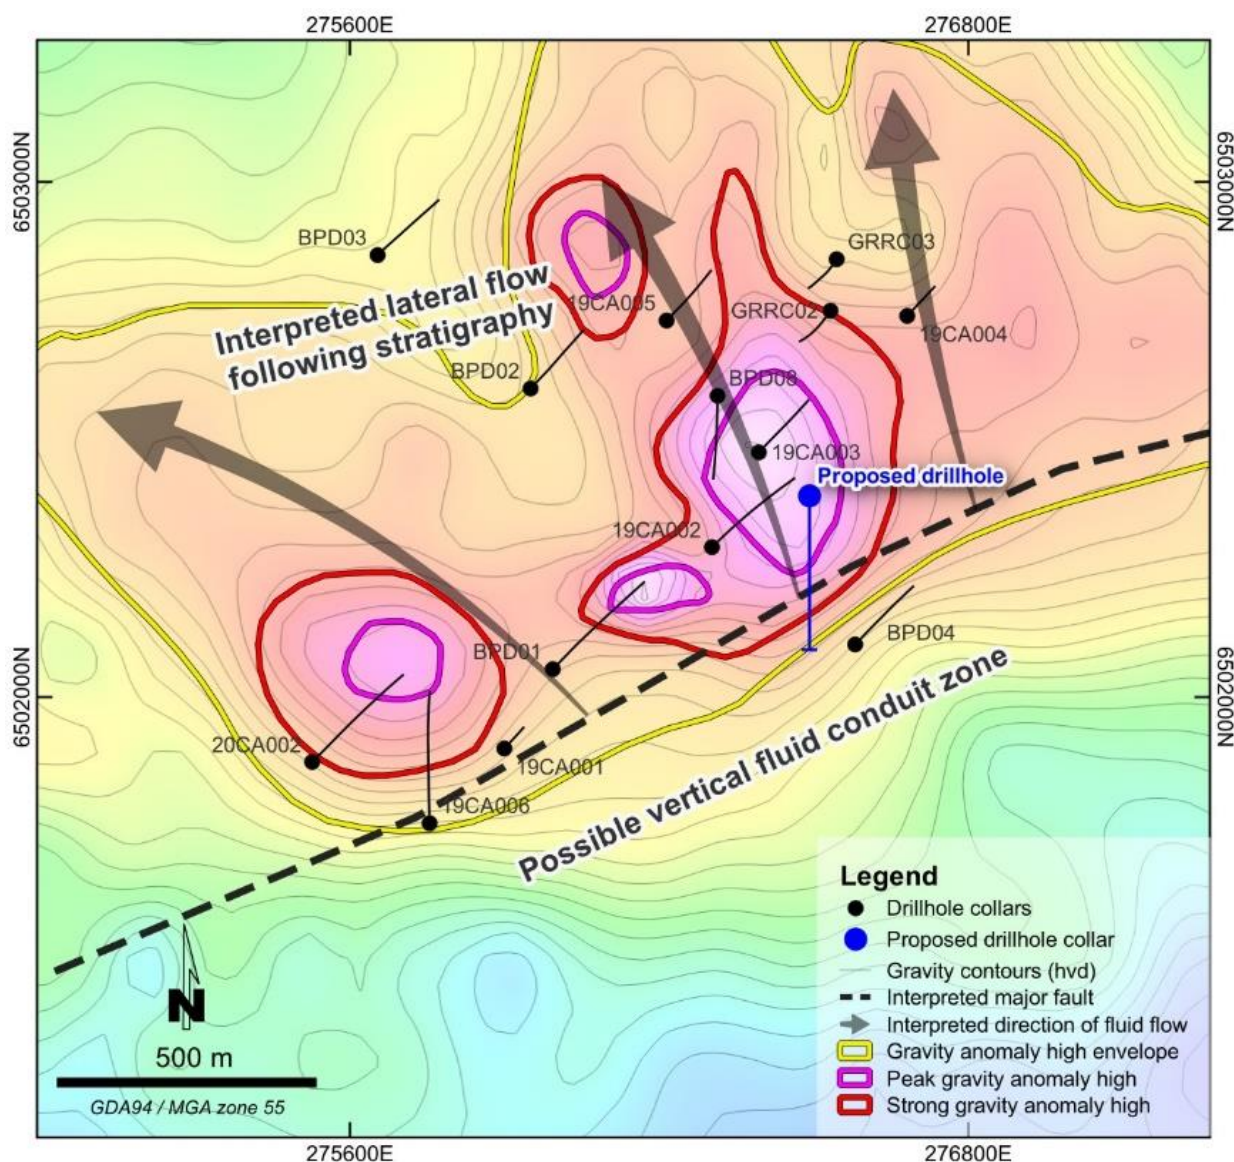 275600E
276800E
6503000N
6503000N
BPD03
GRRC03
Interpreted lateral flow
following stratigraphy
19CA005
GRRC02
19CA004
BPD02
BPD08
19CA003
Proposed drillhole
19CA002
BPD01
BPD04
6502000N
6502000N
20CA002
19CA001
19CA006
Possible vertical fluid conduit zone
Legend
Drillhole collars
Proposed drillhole collar
Gravity contours (hvd)
Interpreted major fault
Interpreted direction of fluid flow
Gravity anomaly high envelope
Peak gravity anomaly high
Strong gravity anomaly high
N
500 m
GDA94 / MGA zone 55
275600E
276800E